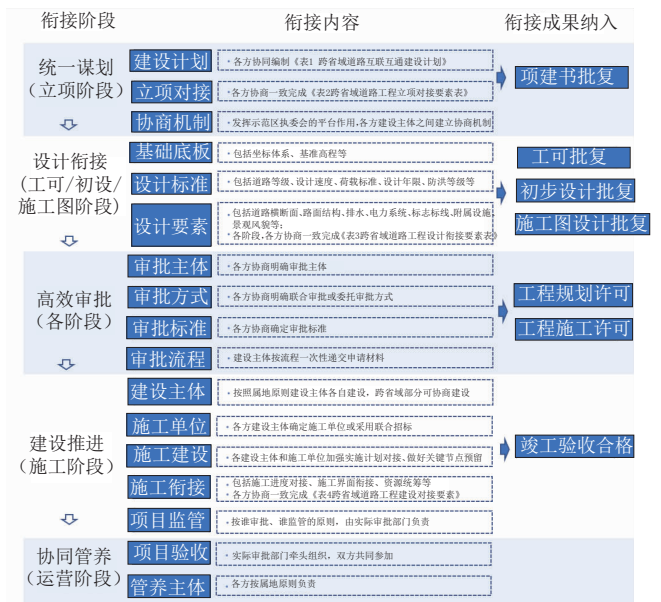 衔接阶段
衔接内容
衔接成果纳入
统一谋划
（立项阶段）
建设计划
·各方协同编制《表1 跨省域道路互联互通建设计划》
立项对接
·各方协商一致完成《表2跨省域道路工程立项对接要素表》
协商机制
·发挥示范区执委会的平台作用,各方建设主体之间建立协商机制
项建书批复
设计衔接
(工可/初设/
施工图阶段)
基础底板
·包括坐标体系、基准高程等
设计标准
·包括道路等级、设计速度、荷载标准、设计年限、防洪等级等
设计要素
·包括道路横断面、路面结构、排水、电力系统、标志标线、附属设施、
景观风貌等;
·各阶段,各方协商一致完成《表3跨省域道路工程设计衔接要素表》
工可批复
初步设计批复
施工图设计批复
高效审批
（各阶段）
审批主体
·各方协商明确审批主体
审批方式
·各方协商明确联合审批或委托审批方式
审批标准
·各方协商确定审批标准
审批流程
·建设主体按流程一次性递交申请材料
工程规划许可
工程施工许可
建设推进
（施工阶段）
建设主体
·按照属地原则建设主体各自建设，跨省域部分可协商建设
施工单位
·各方建设主体确定施工单位或采用联合招标
施工建设
·各建设主体和施工单位加强实施计划对接、做好关键节点预留
施工衔接
·包括施工进度对接、施工界面衔接、资源统筹等
·各方协商一致完成《表4跨省域道路工程建设对接要素》
项目监管
·按谁审批、谁监管的原则，由实际审批部门负责
竣工验收合格
协同管养
（运营阶段）
项目验收
·实际审批部门牵头组织，双方共同参加
管养主体
·各方按属地原则负责